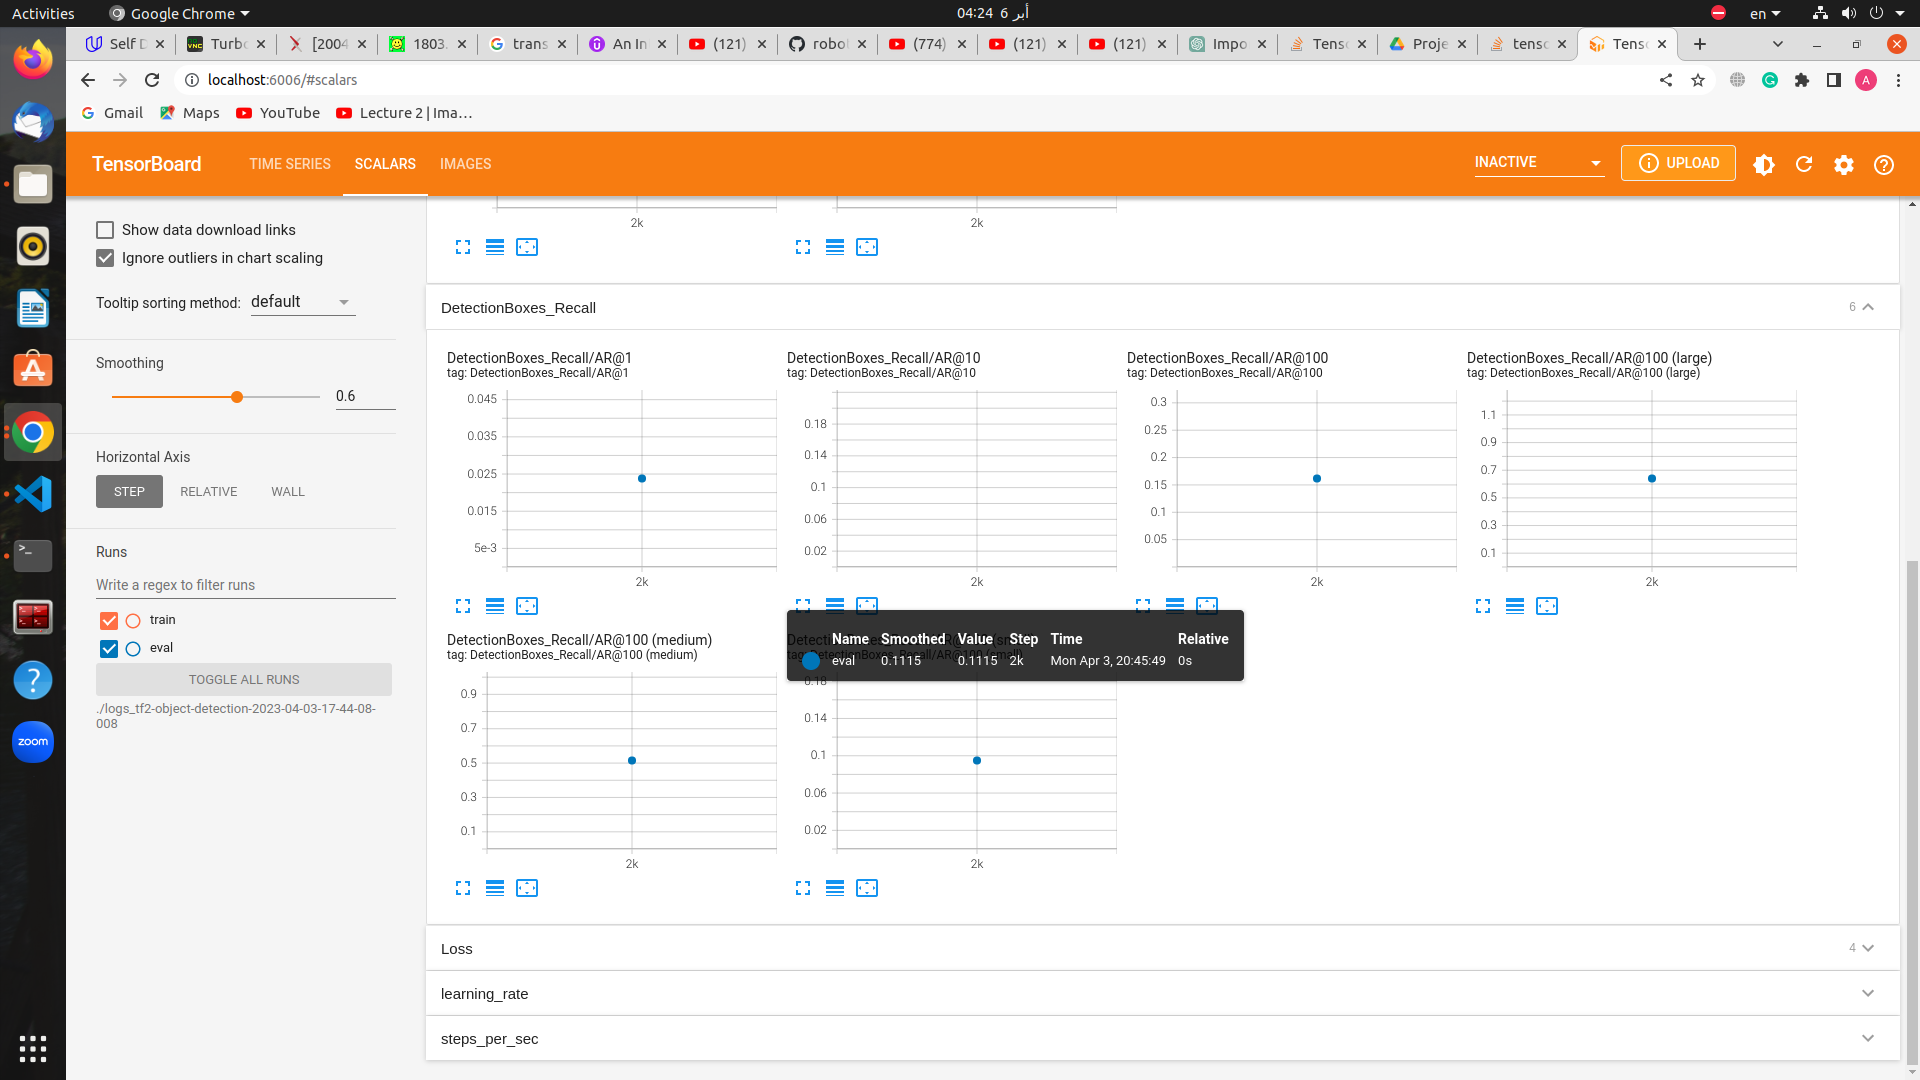 Activities
Google Chrome
04:24 6 أبر
en
Self D
Turbo
[2004
1803.
trans
An In
(121)
robo
(774)
(121)
(121)
Impo
Tenso
Proje
tenso
Tenso
localhost:6006/#scalars
A
Gmail
Maps
YouTube
Lecture 2 | Ima…
TensorBoard
TIME SERIES
SCALARS
IMAGES
INACTIVE
UPLOAD
Show data download links
Ignore outliers in chart scaling
Tooltip sorting method: default
Smoothing
0.6
Horizontal Axis
STEP RELATIVE WALL
Runs
Write a regex to filter runs
train
eval
TOGGLE ALL RUNS
./logs_tf2-object-detection-2023-04-03-17-44-08-
008
2k
2k
DetectionBoxes_Recall
6
DetectionBoxes_Recall/AR@1
tag: DetectionBoxes_Recall/AR@1
0.045
0.035
0.025
0.015
5e-3
2k
DetectionBoxes_Recall/AR@10
tag: DetectionBoxes_Recall/AR@10
0.18
0.14
0.1
0.06
0.02
2k
DetectionBoxes_Recall/AR@100
tag: DetectionBoxes_Recall/AR@100
0.3
0.25
0.2
0.15
0.1
0.05
2k
DetectionBoxes_Recall/AR@100 (large)
tag: DetectionBoxes_Recall/AR@100 (large)
1.1
0.9
0.7
0.5
0.3
0.1
2k
DetectionBoxes_Recall/AR@100 (medium)
tag: DetectionBoxes_Recall/AR@100 (medium)
0.9
0.7
0.5
0.3
0.1
2k
Name Smoothed Value Step Time Relative
eval 0.1115 0.1115 2k Mon Apr 3, 20:45:49 0s
tag: DetectionBoxes_Recall/AR@100 (small)
0.18
0.14
0.1
0.06
0.02
2k
Loss
4
learning_rate
steps_per_sec
zoom